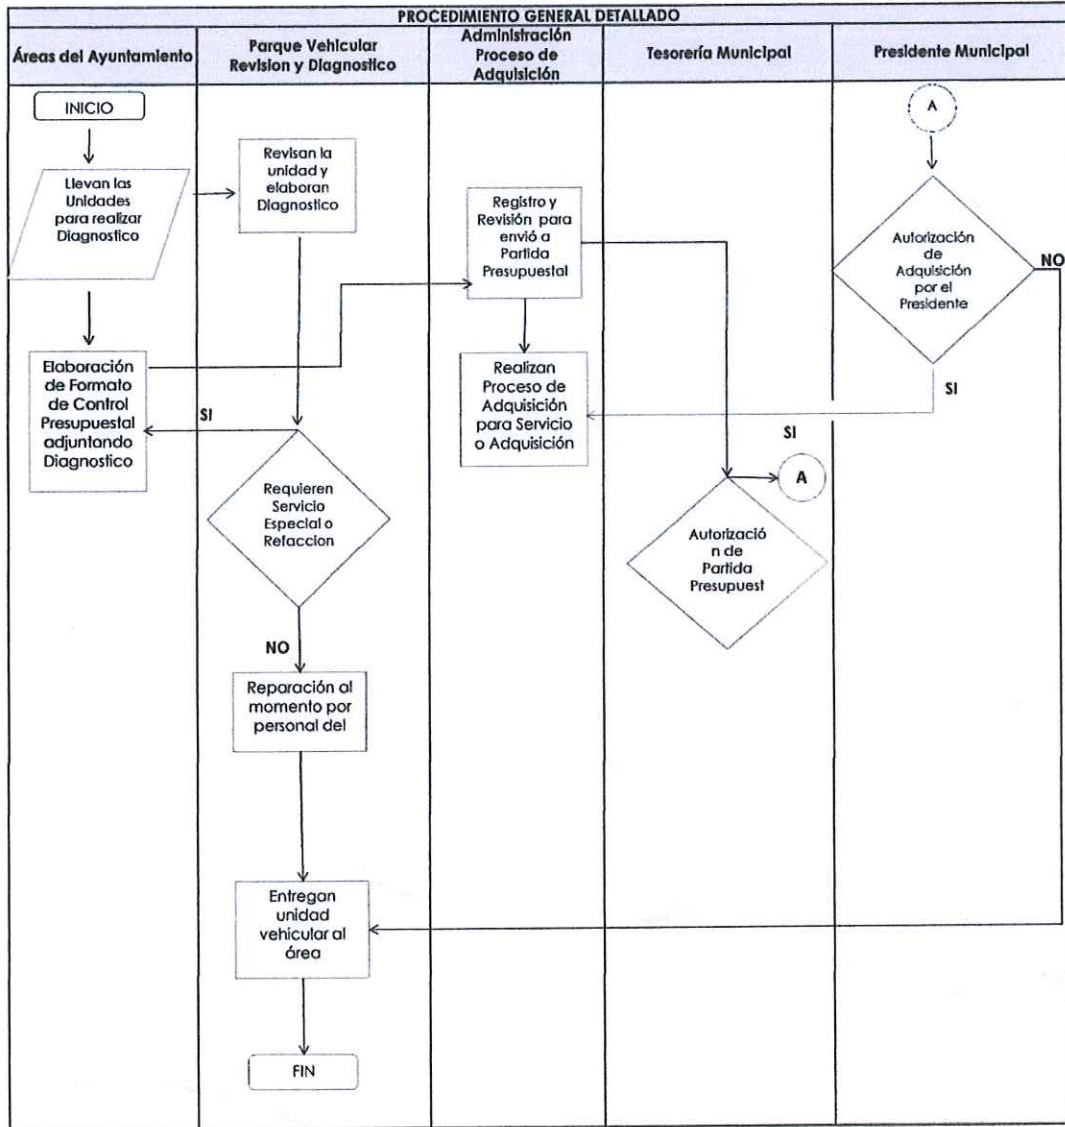 PROCEDIMIENTO GENERAL DETALLADO
Áreas del Ayuntamiento
Parque Vehicular
Revision y Diagnostico
Administración
Proceso de
Adquisición
Tesorería Municipal
Presidente Municipal
INICIO
Llevan las
Unidades
para realizar
Diagnostico
Elaboración
de Formato
de Control
Presupuestal
adjuntando
Diagnostico
Revisan la
unidad y
elaboran
Diagnostico
SI
Requieren
Servicio
Especial o
Refaccion
NO
Reparación al
momento por
personal del
Entregan
unidad
vehicular al
área
FIN
Registro y
Revisión para
envió a
Partida
Presupuestal
Realizan
Proceso de
Adquisición
para Servicio
o Adquisición
SI
A
Autorizació
n de
Partida
Presupuest
A
Autorización
de
Adquisición
por el
Presidente
NO
SI